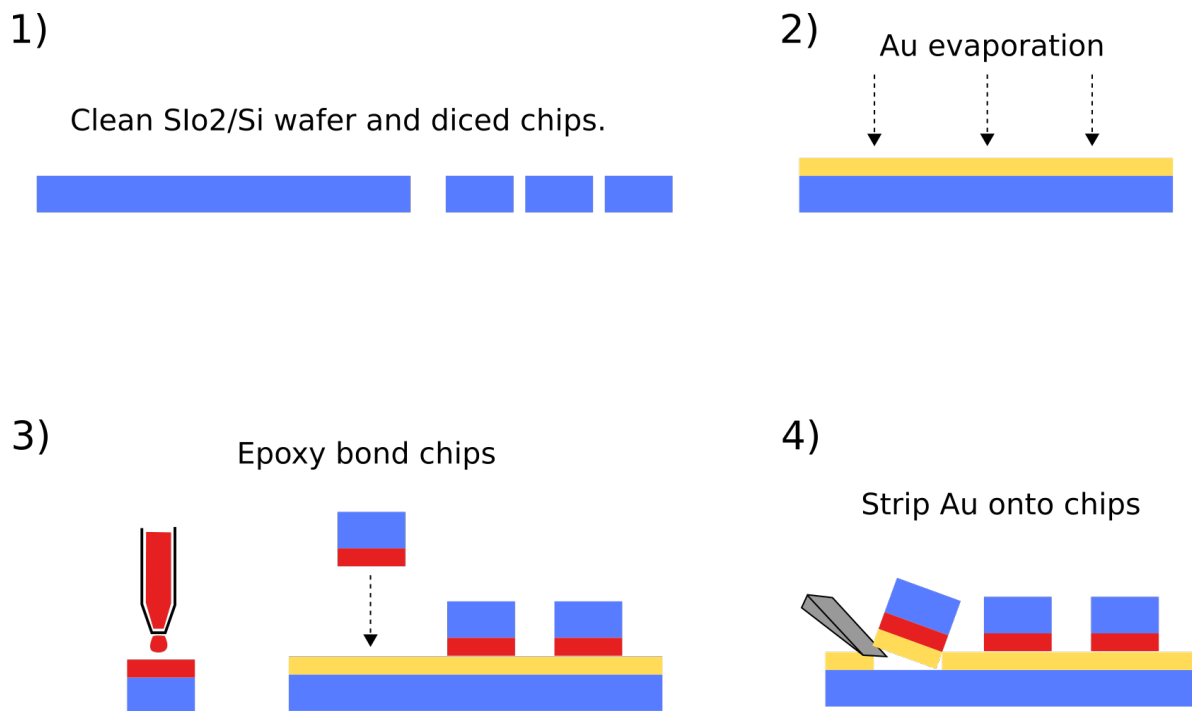 1)
Clean SIo2/Si wafer and diced chips.
2)
Au evaporation
3)
Epoxy bond chips
4)
Strip Au onto chips